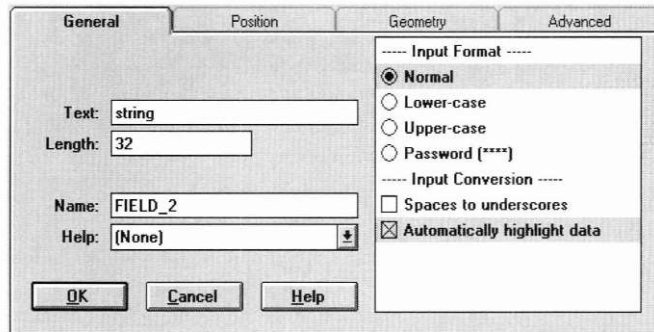 General Position Geometry Advanced
Text: string
Length: 32
Name: FIELD_2
Help: (None)
OK Cancel Help
----- Input Format -----
Normal
Lower-case
Upper-case
Password (****)
----- Input Conversion -----
Spaces to underscores
Automatically highlight data